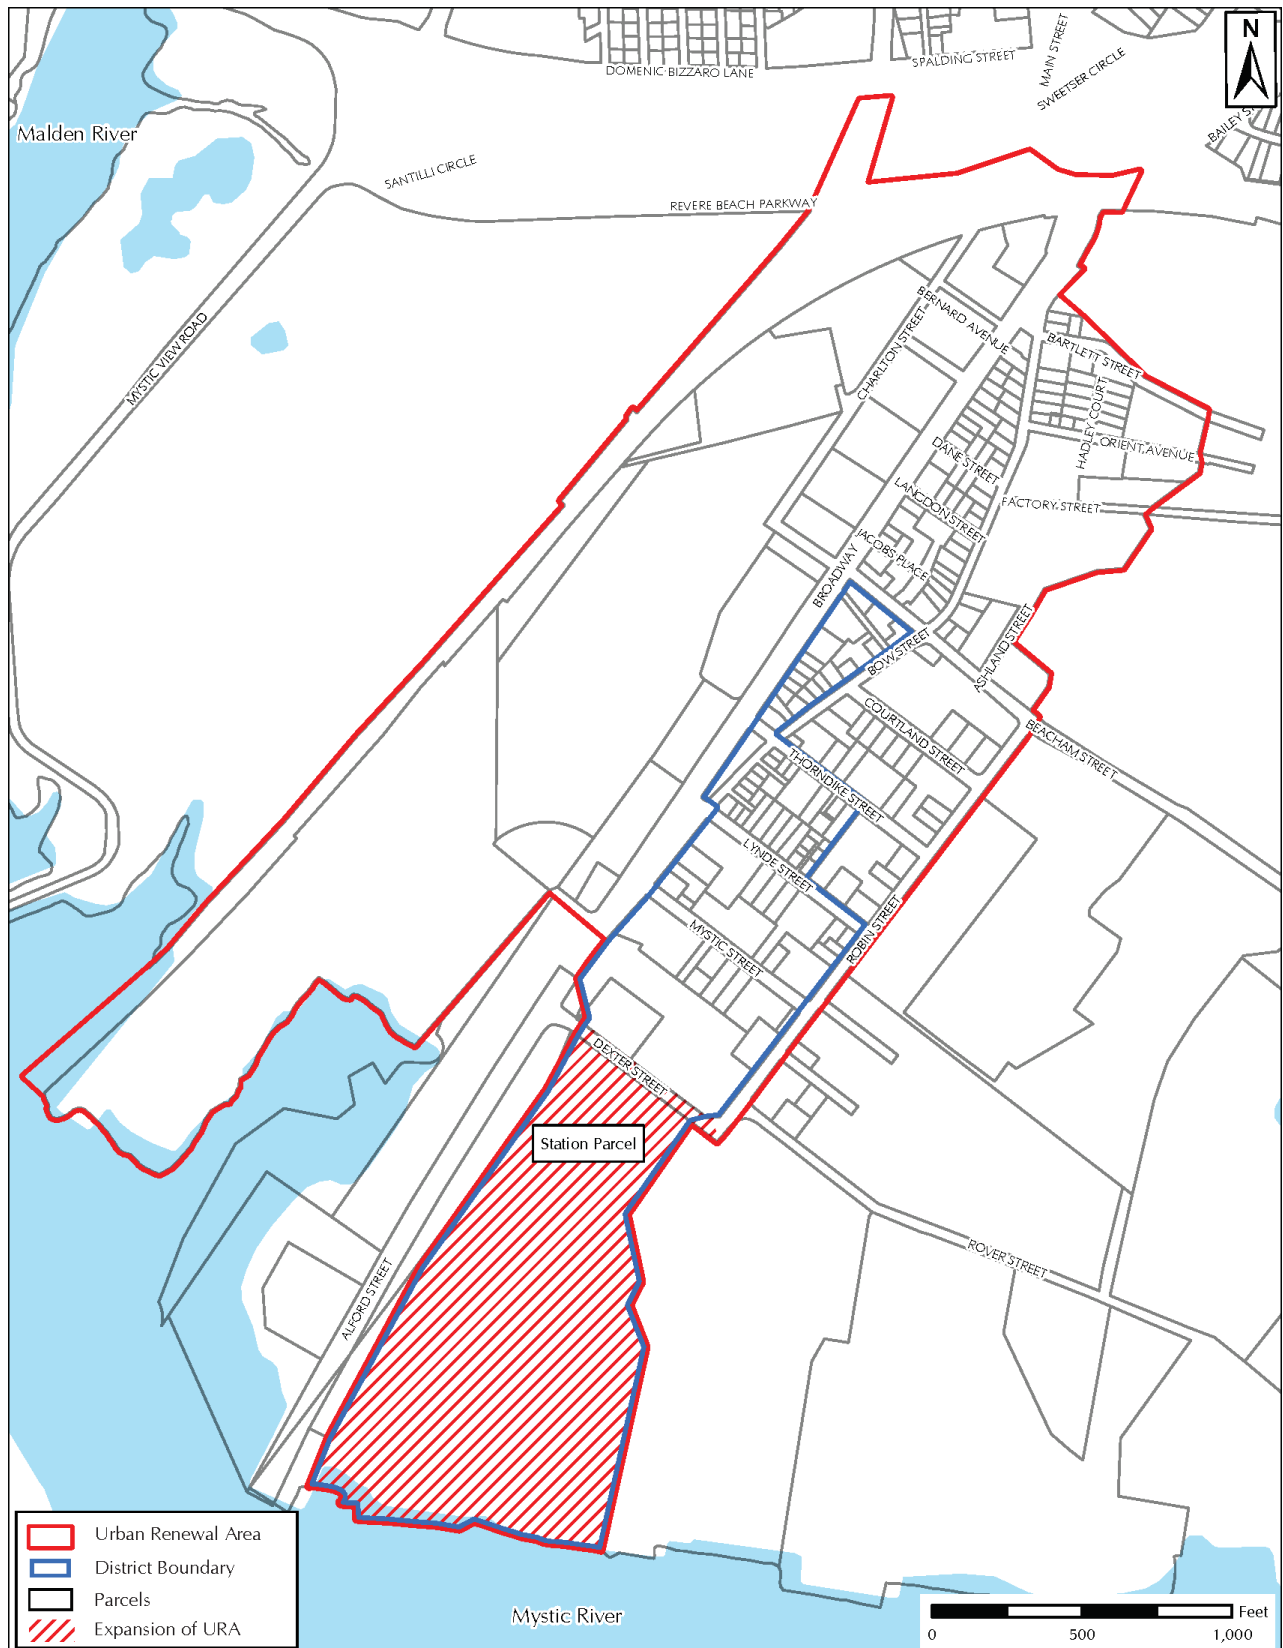 DOMENIC BIZZARO LANE
SPALDING STREET
MAIN STREET
SWEETSER CIRCLE
N
Malden River
SANTILLI CIRCLE
REVERE BEACH PARKWAY
MYSTIC VIEW ROAD
BERNARD AVENUE
CHARLTON STREET
BARTLETT STREET
HADLEY COURT
ORIENT AVENUE
DANE STREET
LANGDON STREET
FACTORY STREET
JACOBS PLACE
BROADWAY
BOW STREET
ASHLAND STREET
COURTLAND STREET
BEACHAM STREET
THORNDIKE STREET
LYNDE STREET
ROBIN STREET
MYSTIC STREET
DEXTER STREET
Station Parcel
ROVER STREET
ALFORD STREET
Urban Renewal Area
District Boundary
Parcels
Expansion of URA
Mystic River
Feet
0 500 1,000